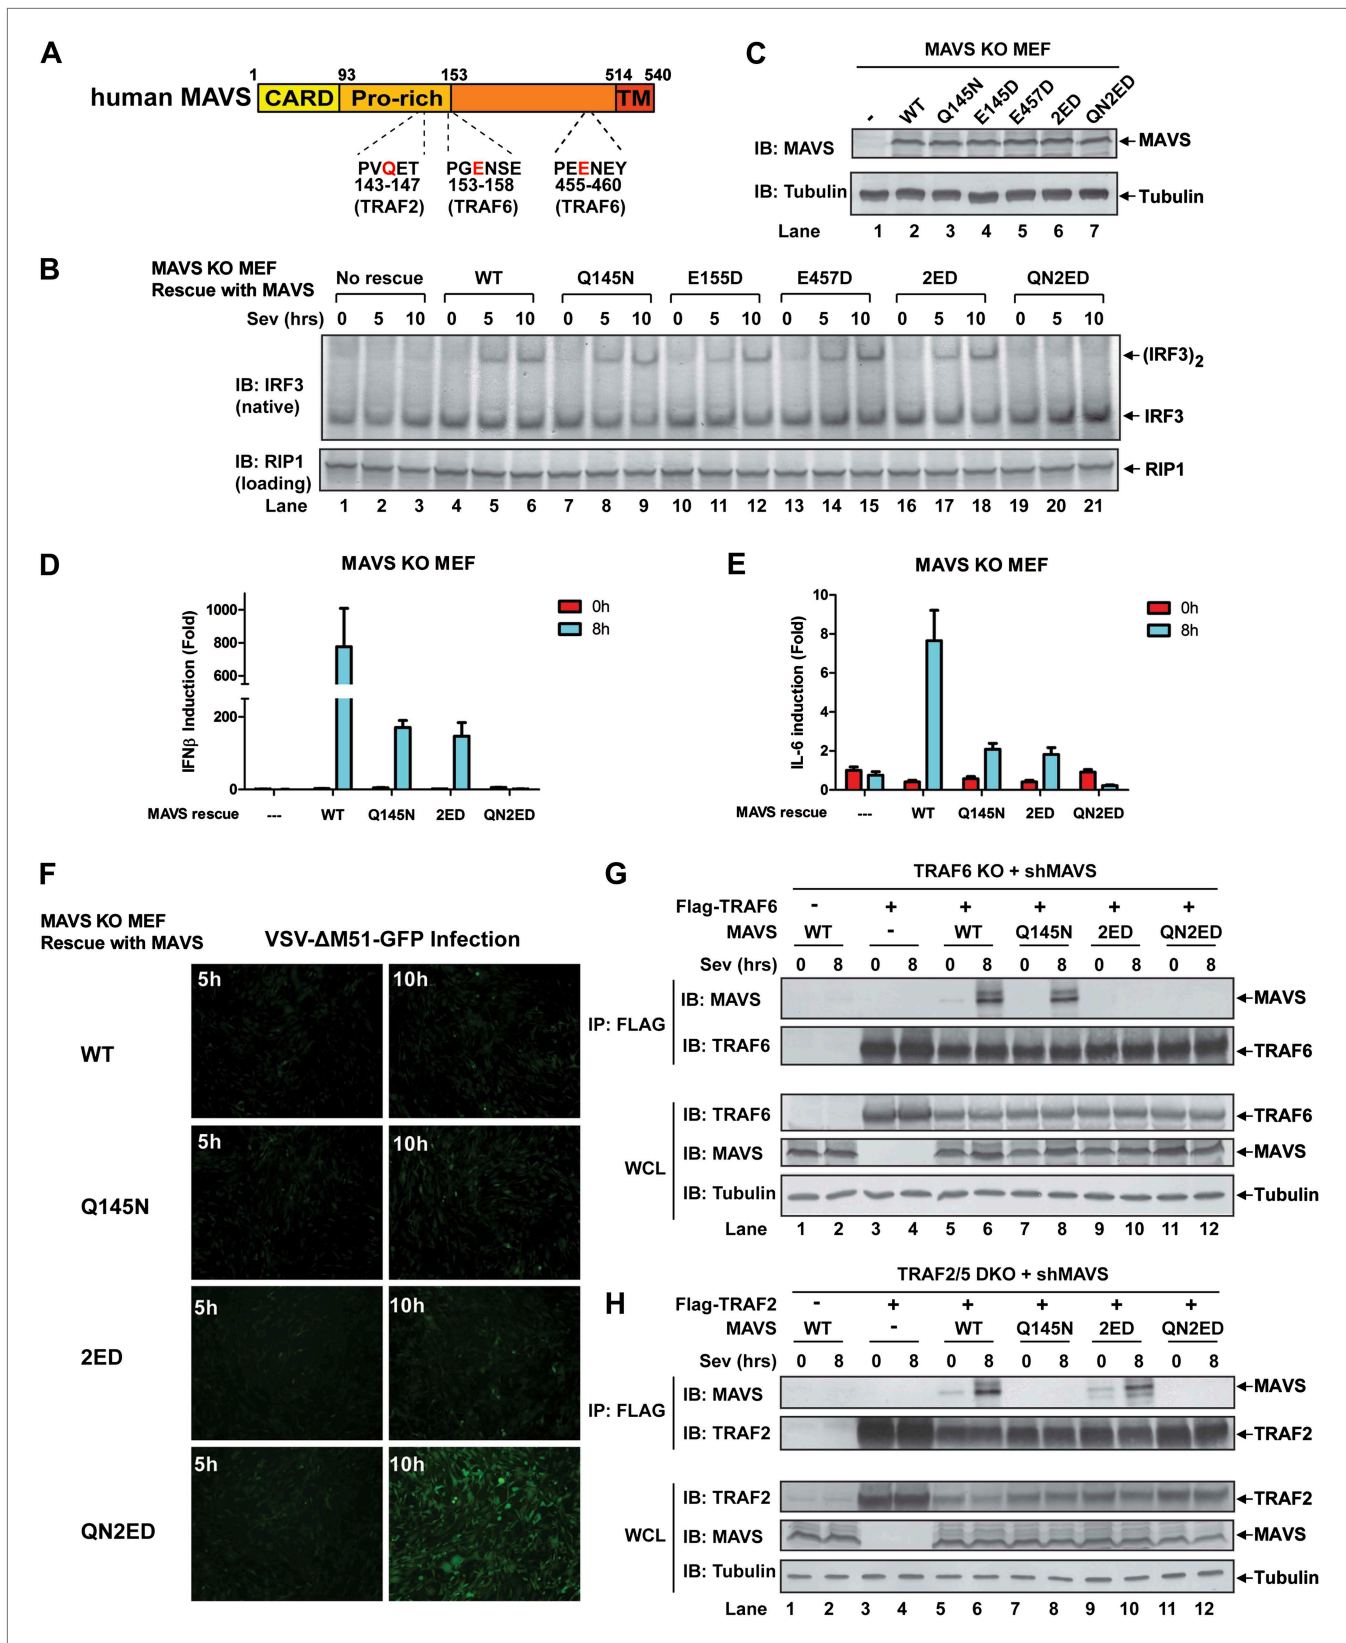 A
1 93 153 514 540
human MAVS CARD Pro-rich TM
PVQET PGENSE PEENEY
143-147 153-158 455-460
(TRAF2) (TRAF6) (TRAF6)
C
MAVS KO MEF
- WT Q145N E145D E457D 2ED QN2ED
IB: MAVS MAVS
IB: Tubulin Tubulin
Lane 1 2 3 4 5 6 7
B
MAVS KO MEF
Rescue with MAVS
No rescue WT Q145N E155D E457D 2ED QN2ED
Sev (hrs) 0 5 10 0 5 10 0 5 10 0 5 10 0 5 10 0 5 10 0 5 10
(IRF3)2
IB: IRF3
(native)
IRF3
IB: RIP1
(loading)
RIP1
Lane 1 2 3 4 5 6 7 8 9 10 11 12 13 14 15 16 17 18 19 20 21
D
MAVS KO MEF
IFNβ Induction (Fold)
1000
800
600
200
0
0h
8h
MAVS rescue --- WT Q145N 2ED QN2ED
E
MAVS KO MEF
IL-6 induction (Fold)
10
8
6
4
2
0
0h
8h
MAVS rescue --- WT Q145N 2ED QN2ED
F
MAVS KO MEF
Rescue with MAVS
VSV-ΔM51-GFP Infection
5h 10h
WT
5h 10h
Q145N
5h 10h
2ED
5h 10h
QN2ED
G
TRAF6 KO + shMAVS
Flag-TRAF6 - + + + + +
MAVS WT - WT Q145N 2ED QN2ED
Sev (hrs) 0 8 0 8 0 8 0 8 0 8 0 8
IP: FLAG
IB: MAVS MAVS
IB: TRAF6 TRAF6
WCL
IB: TRAF6 TRAF6
IB: MAVS MAVS
IB: Tubulin Tubulin
Lane 1 2 3 4 5 6 7 8 9 10 11 12
H
TRAF2/5 DKO + shMAVS
Flag-TRAF2 - + + + + +
MAVS WT - WT Q145N 2ED QN2ED
Sev (hrs) 0 8 0 8 0 8 0 8 0 8 0 8
IP: FLAG
IB: MAVS MAVS
IB: TRAF2 TRAF2
WCL
IB: TRAF2 TRAF2
IB: MAVS MAVS
IB: Tubulin Tubulin
Lane 1 2 3 4 5 6 7 8 9 10 11 12